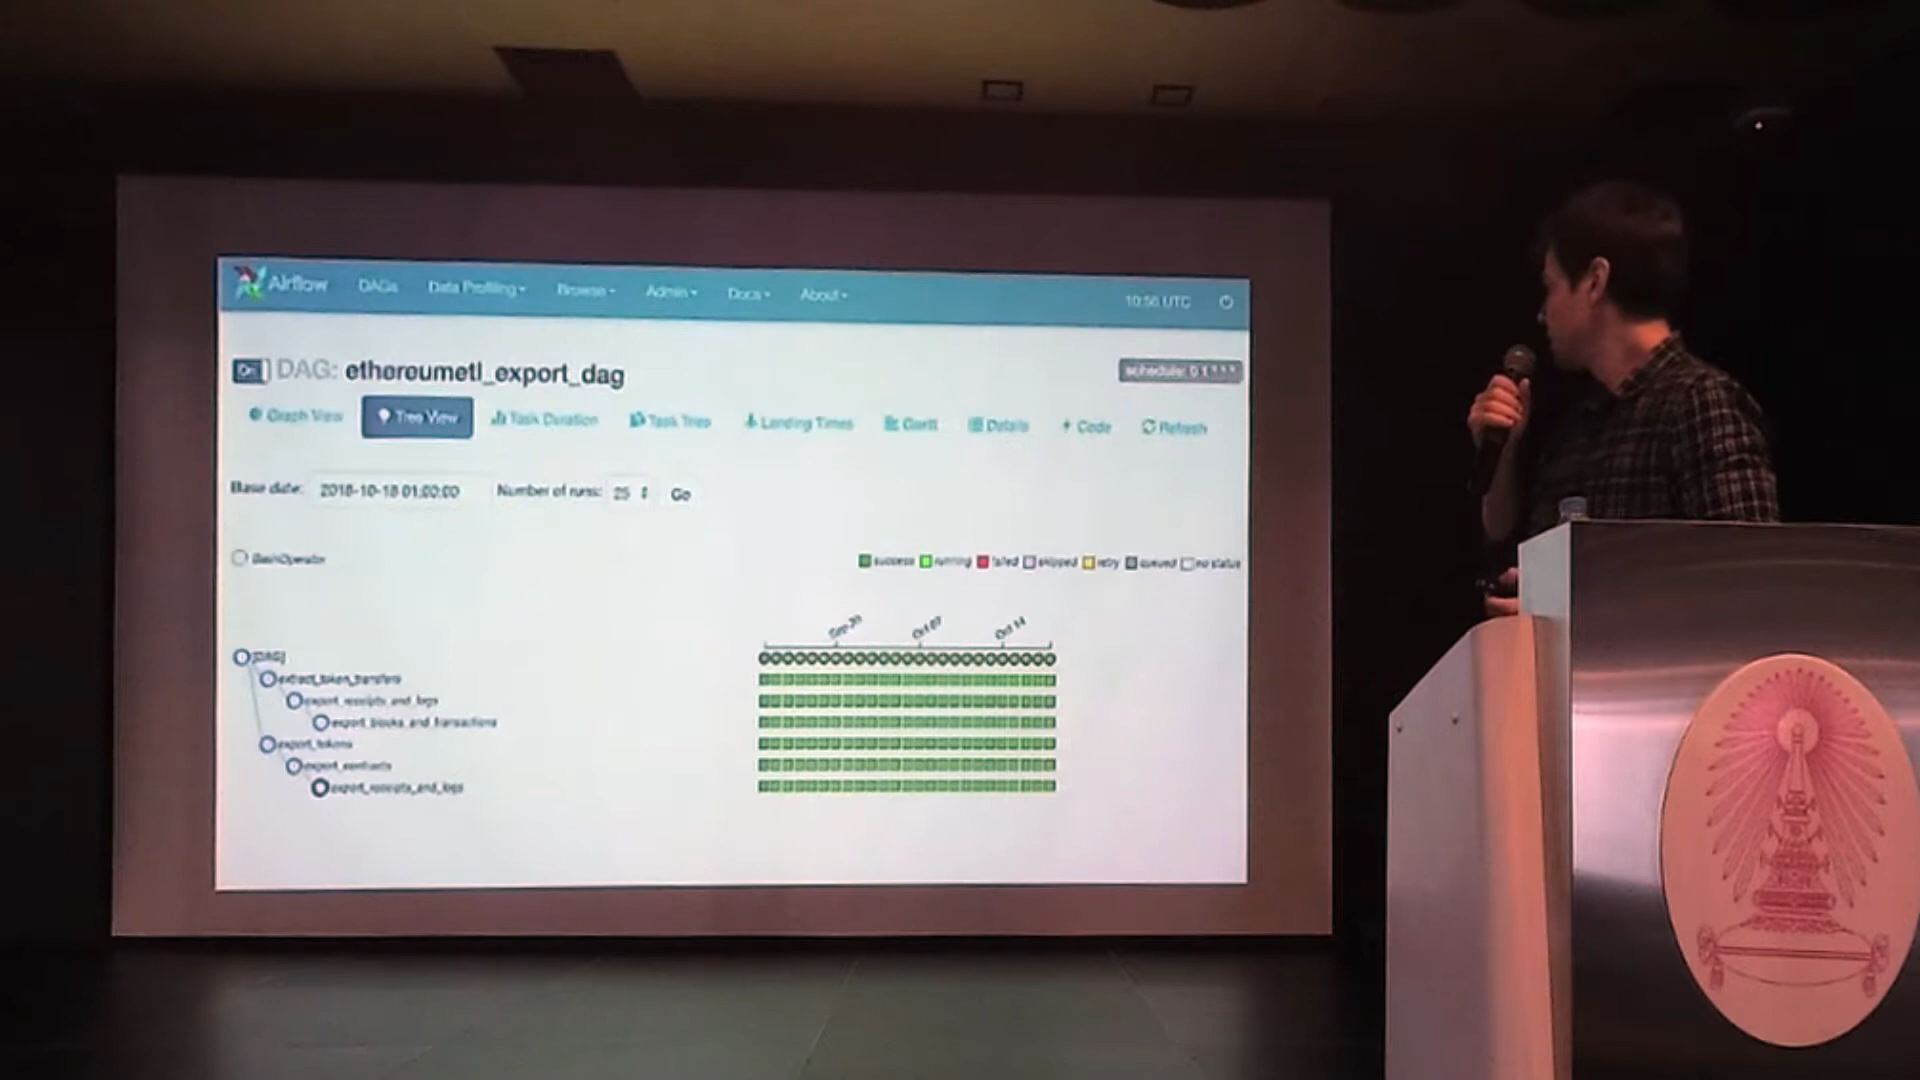 Airflow DAGs Data Profiling Browse Admin Docs About 10:56 UTC
On DAG: ethereumetl_export_dag schedule: 0 1 * * *
Graph View Tree View Task Duration Task Tries Landing Times Gantt Details Code Refresh
Base date: 2018-10-18 01:00:00 Number of runs: 25 Go
BashOperator success running failed skipped retry queued no status
Sep 30 Oct 07 Oct 14
[DAG]
extract_token_transfers
export_receipts_and_logs
export_blocks_and_transactions
export_tokens
export_contracts
export_receipts_and_logs